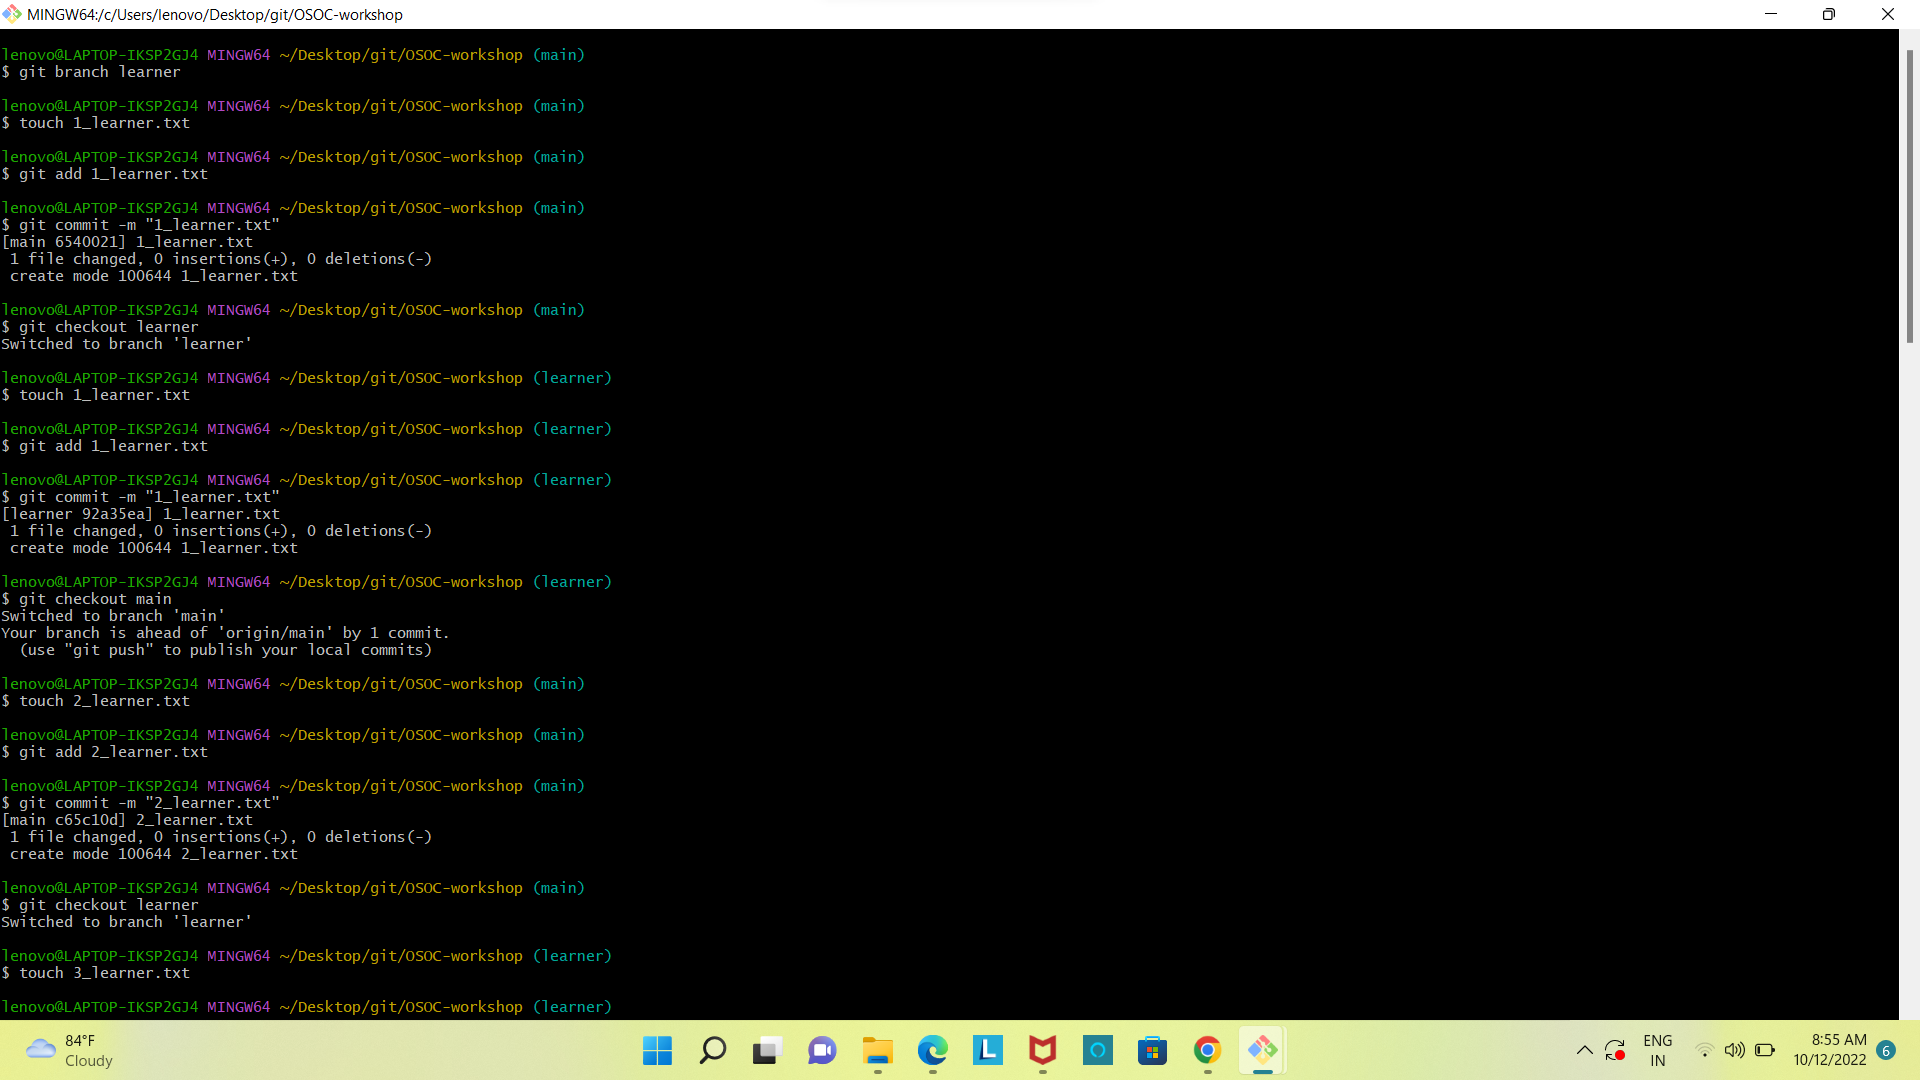 MINGW64:/c/Users/lenovo/Desktop/git/OSOC-workshop
lenovo@LAPTOP-IKSP2GJ4 MINGW64 ~/Desktop/git/OSOC-workshop (main)
$ git branch learner
lenovo@LAPTOP-IKSP2GJ4 MINGW64 ~/Desktop/git/OSOC-workshop (main)
$ touch 1_learner.txt
lenovo@LAPTOP-IKSP2GJ4 MINGW64 ~/Desktop/git/OSOC-workshop (main)
$ git add 1_learner.txt
lenovo@LAPTOP-IKSP2GJ4 MINGW64 ~/Desktop/git/OSOC-workshop (main)
$ git commit -m "1_learner.txt"
[main 6540021] 1_learner.txt
 1 file changed, 0 insertions(+), 0 deletions(-)
 create mode 100644 1_learner.txt
lenovo@LAPTOP-IKSP2GJ4 MINGW64 ~/Desktop/git/OSOC-workshop (main)
$ git checkout learner
Switched to branch 'learner'
lenovo@LAPTOP-IKSP2GJ4 MINGW64 ~/Desktop/git/OSOC-workshop (learner)
$ touch 1_learner.txt
lenovo@LAPTOP-IKSP2GJ4 MINGW64 ~/Desktop/git/OSOC-workshop (learner)
$ git add 1_learner.txt
lenovo@LAPTOP-IKSP2GJ4 MINGW64 ~/Desktop/git/OSOC-workshop (learner)
$ git commit -m "1_learner.txt"
[learner 92a35ea] 1_learner.txt
 1 file changed, 0 insertions(+), 0 deletions(-)
 create mode 100644 1_learner.txt
lenovo@LAPTOP-IKSP2GJ4 MINGW64 ~/Desktop/git/OSOC-workshop (learner)
$ git checkout main
Switched to branch 'main'
Your branch is ahead of 'origin/main' by 1 commit.
  (use "git push" to publish your local commits)
lenovo@LAPTOP-IKSP2GJ4 MINGW64 ~/Desktop/git/OSOC-workshop (main)
$ touch 2_learner.txt
lenovo@LAPTOP-IKSP2GJ4 MINGW64 ~/Desktop/git/OSOC-workshop (main)
$ git add 2_learner.txt
lenovo@LAPTOP-IKSP2GJ4 MINGW64 ~/Desktop/git/OSOC-workshop (main)
$ git commit -m "2_learner.txt"
[main c65c10d] 2_learner.txt
 1 file changed, 0 insertions(+), 0 deletions(-)
 create mode 100644 2_learner.txt
lenovo@LAPTOP-IKSP2GJ4 MINGW64 ~/Desktop/git/OSOC-workshop (main)
$ git checkout learner
Switched to branch 'learner'
lenovo@LAPTOP-IKSP2GJ4 MINGW64 ~/Desktop/git/OSOC-workshop (learner)
$ touch 3_learner.txt
lenovo@LAPTOP-IKSP2GJ4 MINGW64 ~/Desktop/git/OSOC-workshop (learner)
84°F
Cloudy
L
ENG
IN
8:55 AM
10/12/2022
6